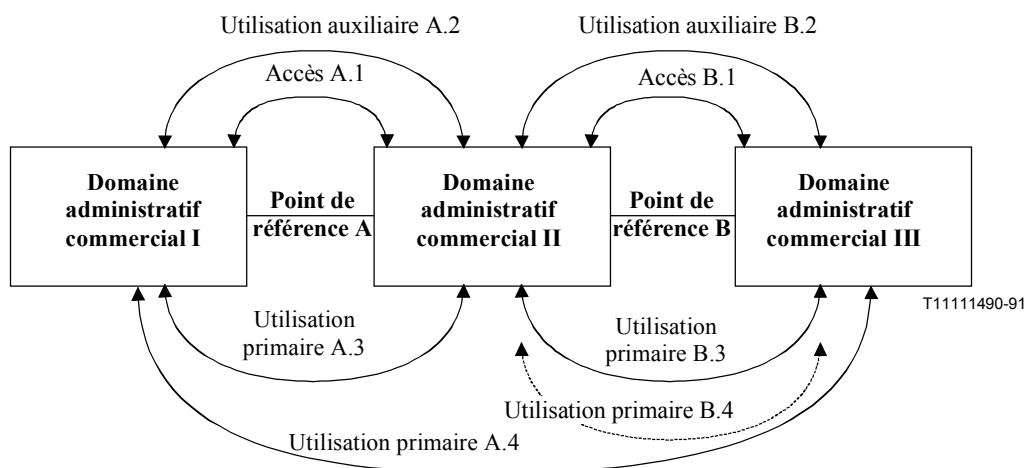 Utilisation auxiliaire A.2
Utilisation auxiliaire B.2
Accès A.1
Accès B.1
Domaine
administratif
commercial I
Point de
référence A
Domaine
administratif
commercial II
Point de
référence B
Domaine
administratif
commercial III
T11111490-91
Utilisation
primaire A.3
Utilisation
primaire B.3
Utilisation primaire B.4
Utilisation primaire A.4